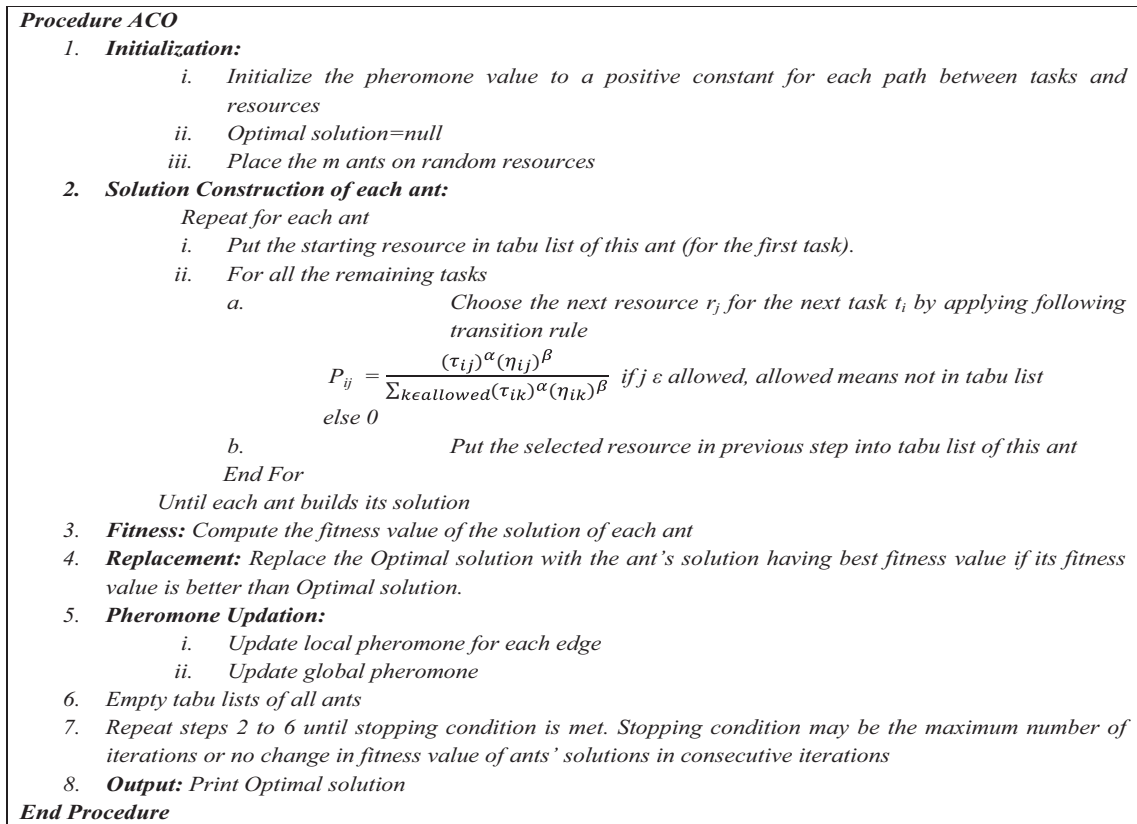 Procedure ACO
1. Initialization:
i. Initialize the pheromone value to a positive constant for each path between tasks and
resources
ii. Optimal solution=null
iii. Place the m ants on random resources
2. Solution Construction of each ant:
Repeat for each ant
i. Put the starting resource in tabu list of this ant (for the first task).
ii. For all the remaining tasks
a. Choose the next resource rj for the next task ti by applying following
transition rule
Pij = (τij)^α(ηij)^β / ∑kϵallowed(τik)^α(ηik)^β if j ε allowed, allowed means not in tabu list
else 0
b. Put the selected resource in previous step into tabu list of this ant
End For
Until each ant builds its solution
3. Fitness: Compute the fitness value of the solution of each ant
4. Replacement: Replace the Optimal solution with the ant's solution having best fitness value if its fitness
value is better than Optimal solution.
5. Pheromone Updation:
i. Update local pheromone for each edge
ii. Update global pheromone
6. Empty tabu lists of all ants
7. Repeat steps 2 to 6 until stopping condition is met. Stopping condition may be the maximum number of
iterations or no change in fitness value of ants' solutions in consecutive iterations
8. Output: Print Optimal solution
End Procedure